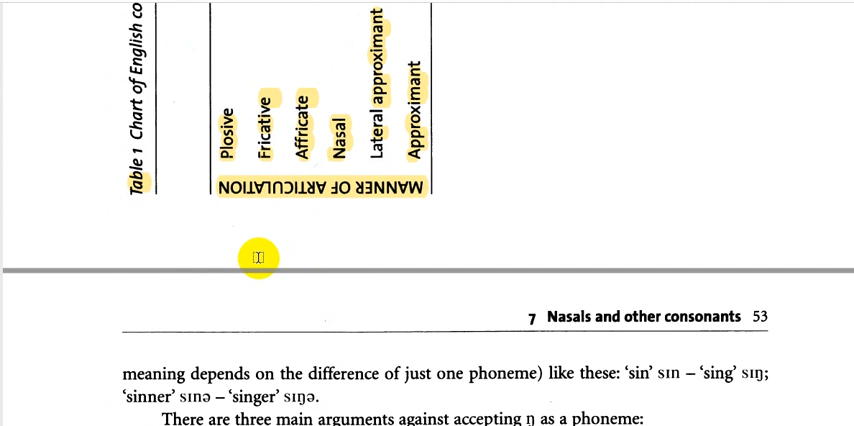 Table 1 Chart of English co
Plosive
Fricative
Affricate
Nasal
Lateral approximant
Approximant
MANNER OF ARTICULATION
7 Nasals and other consonants 53
meaning depends on the difference of just one phoneme) like these: ‘sin’ sɪn – ‘sing’ sɪŋ;
‘sinner’ sɪnə – ‘singer’ sɪŋə.
There are three main arguments against accepting ŋ as a phoneme: